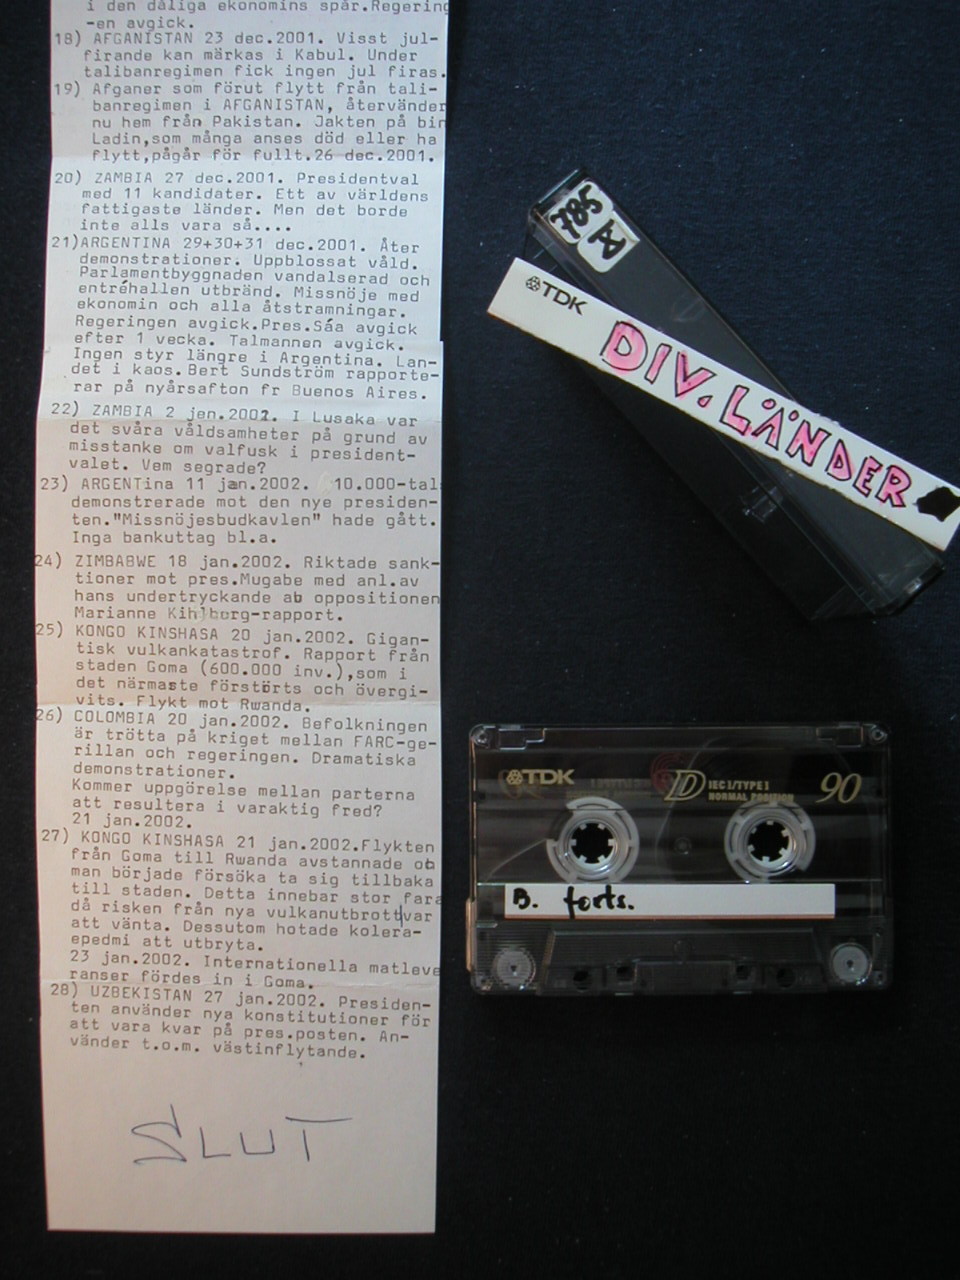 i den dåliga ekonomins spår.Regering
-en avgick.
18) AFGANISTAN 23 dec.2001. Visst jul-
firande kan märkas i Kabul. Under
talibanregimen fick ingen jul firas.
19) Afganer som förut flytt från tali-
banregimen i AFGANISTAN, återvänder
nu hem från Pakistan. Jakten på bin
Ladin,som många anses död eller ha
flytt,pågår för fullt.26 dec.2001.
20) ZAMBIA 27 dec.2001. Presidentval
med 11 kandidater. Ett av världens
fattigaste länder. Men det borde
inte alls vara så....
21)ARGENTINA 29+30+31 dec.2001. Åter
demonstrationer. Uppblossat våld.
Parlamentbyggnaden vandalserad och
entréhallen utbränd. Missnöje med
ekonomin och alla åtstramningar.
Regeringen avgick.Pres.Sáa avgick
efter 1 vecka. Talmannen avgick.
Ingen styr längre i Argentina. Lan-
det i kaos.Bert Sundström rapporte-
rar på nyårsafton fr Buenos Aires.
22) ZAMBIA 2 jen.2002. I Lusaka var
det svåra våldsamheter på grund av
misstanke om valfusk i president-
valet. Vem segrade?
23) ARGENTina 11 jan.2002. 10.000-tal
demonstrerade mot den nye presiden-
ten."Missnöjesbudkavlen" hade gått.
Inga bankuttag bl.a.
24) ZIMBABWE 18 jan.2002. Riktade sank-
tioner mot pres.Mugabe med anl.av
hans undertryckande ab oppositionen
Marianne Kihlberg-rapport.
25) KONGO KINSHASA 20 jan.2002. Gigan-
tisk vulkankatastrof. Rapport från
staden Goma (600.000 inv.),som i
det närmaste förstörts och övergi-
vits. Flykt mot Rwanda.
26) COLOMBIA 20 jan.2002. Befolkningen
är trötta på kriget mellan FARC-ge-
rillan och regeringen. Dramatiska
demonstrationer.
Kommer uppgörelse mellan parterna
att resultera i varaktig fred?
21 jan.2002.
27) KONGO KINSHASA 21 jan.2002.Flykten
från Goma till Rwanda avstannade och
man började försöka ta sig tillbaka
till staden. Detta innebar stor fara
då risken från nya vulkanutbrott var
att vänta. Dessutom hotade kolera-
epedmi att utbryta.
23 jan.2002. Internationella matleve
ranser fördes in i Goma.
28) UZBEKISTAN 27 jan.2002. Presiden-
ten använder nya konstitutioner för
att vara kvar på pres.posten. An-
vänder t.o.m. västinflytande.
SLUT
785
A
TDK
DIV. LÄNDER
TDK
D
IEC I/TYPE I
NORMAL POSITION
90
B. forts.